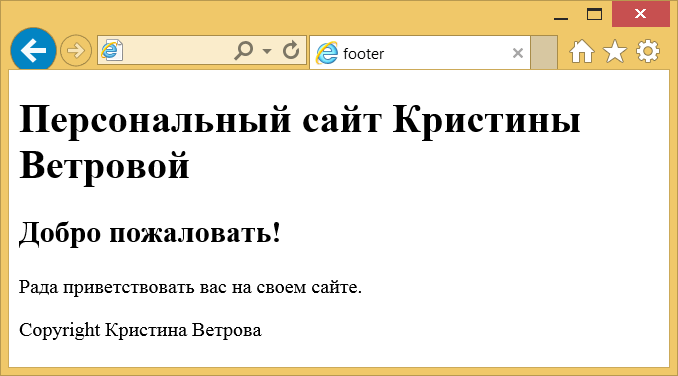 footer
Персональный сайт Кристины
Ветровой
Добро пожаловать!
Рада приветствовать вас на своем сайте.
Copyright Кристина Ветрова